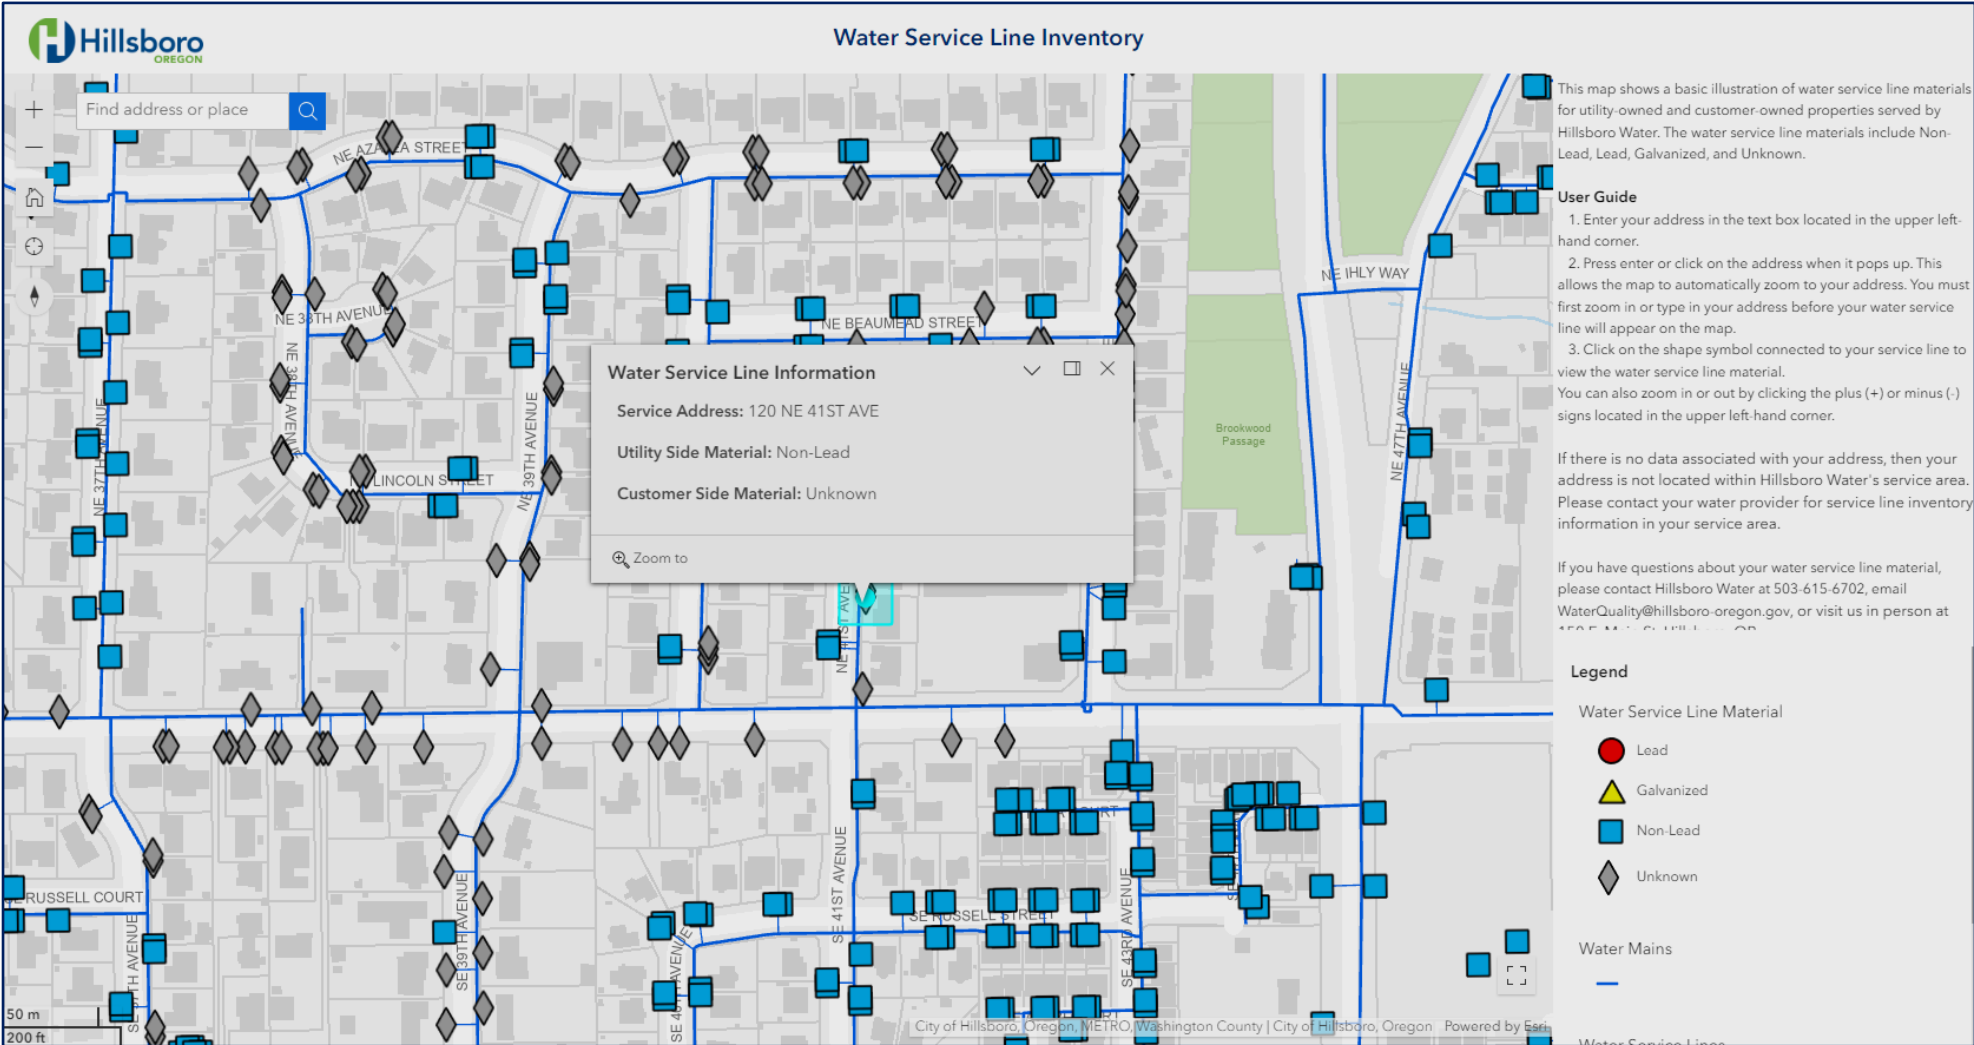 Hillsboro
OREGON
Water Service Line Inventory
Find address or place
NE AZALEA STREET
NE 38TH AVENUE
NE 38TH AVENUE
NE 37TH AVENUE
NE 39TH AVENUE
LINCOLN STREET
NE BEAUMEAD STREET
NE IHLY WAY
NE 47TH AVENUE
Brookwood
Passage
Water Service Line Information
Service Address: 120 NE 41ST AVE
Utility Side Material: Non-Lead
Customer Side Material: Unknown
Zoom to
NE 41ST AVE
RUSSELL COURT
SE 39TH AVENUE
SE 41ST AVENUE
SE RUSSELL STREET
SE 43RD AVENUE
50 m
200 ft
City of Hillsboro, Oregon, METRO, Washington County | City of Hillsboro, Oregon
Powered by Esri
This map shows a basic illustration of water service line materials
for utility-owned and customer-owned properties served by
Hillsboro Water. The water service line materials include Non-
Lead, Lead, Galvanized, and Unknown.
User Guide
1. Enter your address in the text box located in the upper left-
hand corner.
2. Press enter or click on the address when it pops up. This
allows the map to automatically zoom to your address. You must
first zoom in or type in your address before your water service
line will appear on the map.
3. Click on the shape symbol connected to your service line to
view the water service line material.
You can also zoom in or out by clicking the plus (+) or minus (-)
signs located in the upper left-hand corner.
If there is no data associated with your address, then your
address is not located within Hillsboro Water's service area.
Please contact your water provider for service line inventory
information in your service area.
If you have questions about your water service line material,
please contact Hillsboro Water at 503-615-6702, email
WaterQuality@hillsboro-oregon.gov, or visit us in person at
Legend
Water Service Line Material
Lead
Galvanized
Non-Lead
Unknown
Water Mains